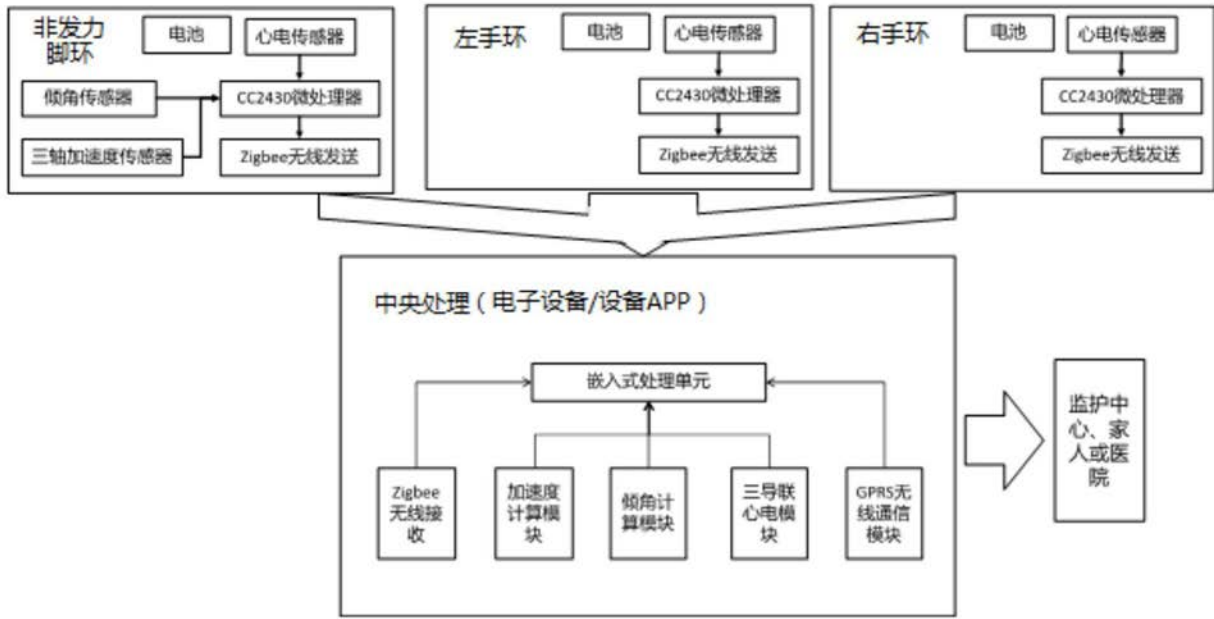 非发力
脚环
电池
心电传感器
倾角传感器
CC2430微处理器
三轴加速度传感器
Zigbee无线发送
左手环
电池
心电传感器
CC2430微处理器
Zigbee无线发送
右手环
电池
心电传感器
CC2430微处理器
Zigbee无线发送
中央处理（电子设备/设备APP）
嵌入式处理单元
Zigbee
无线接
收
加速度
计算模
块
倾角计
算模块
三导联
心电模
块
GPRS无
线通信
模块
监护中
心、家
人或医
院